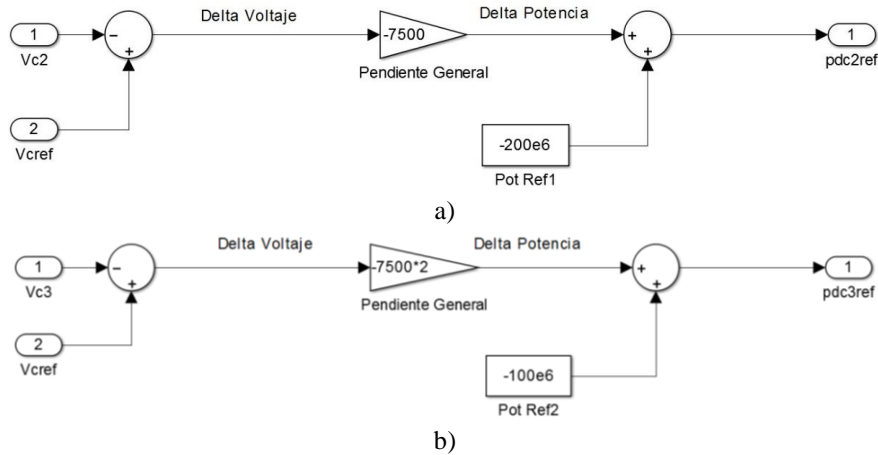 Delta Voltaje
Delta Potencia
1
Vc2
-7500
Pendiente General
1
pdc2ref
2
Vcref
-200e6
Pot Ref1
a)
Delta Voltaje
Delta Potencia
1
Vc3
-7500*2
Pendiente General
1
pdc3ref
2
Vcref
-100e6
Pot Ref2
b)